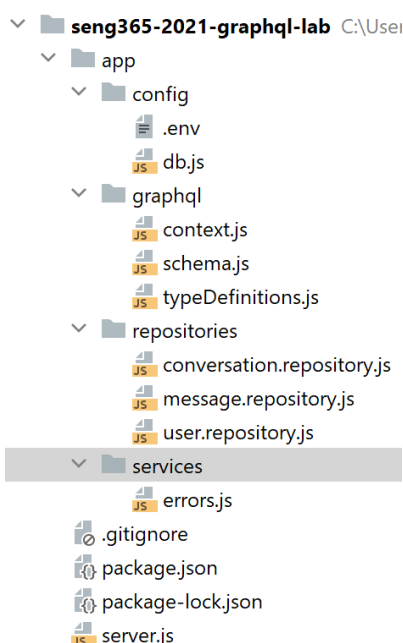 seng365-2021-graphql-lab C:\User
app
config
.env
db.js
graphql
context.js
schema.js
typeDefinitions.js
repositories
conversation.repository.js
message.repository.js
user.repository.js
services
errors.js
.gitignore
package.json
package-lock.json
server.js